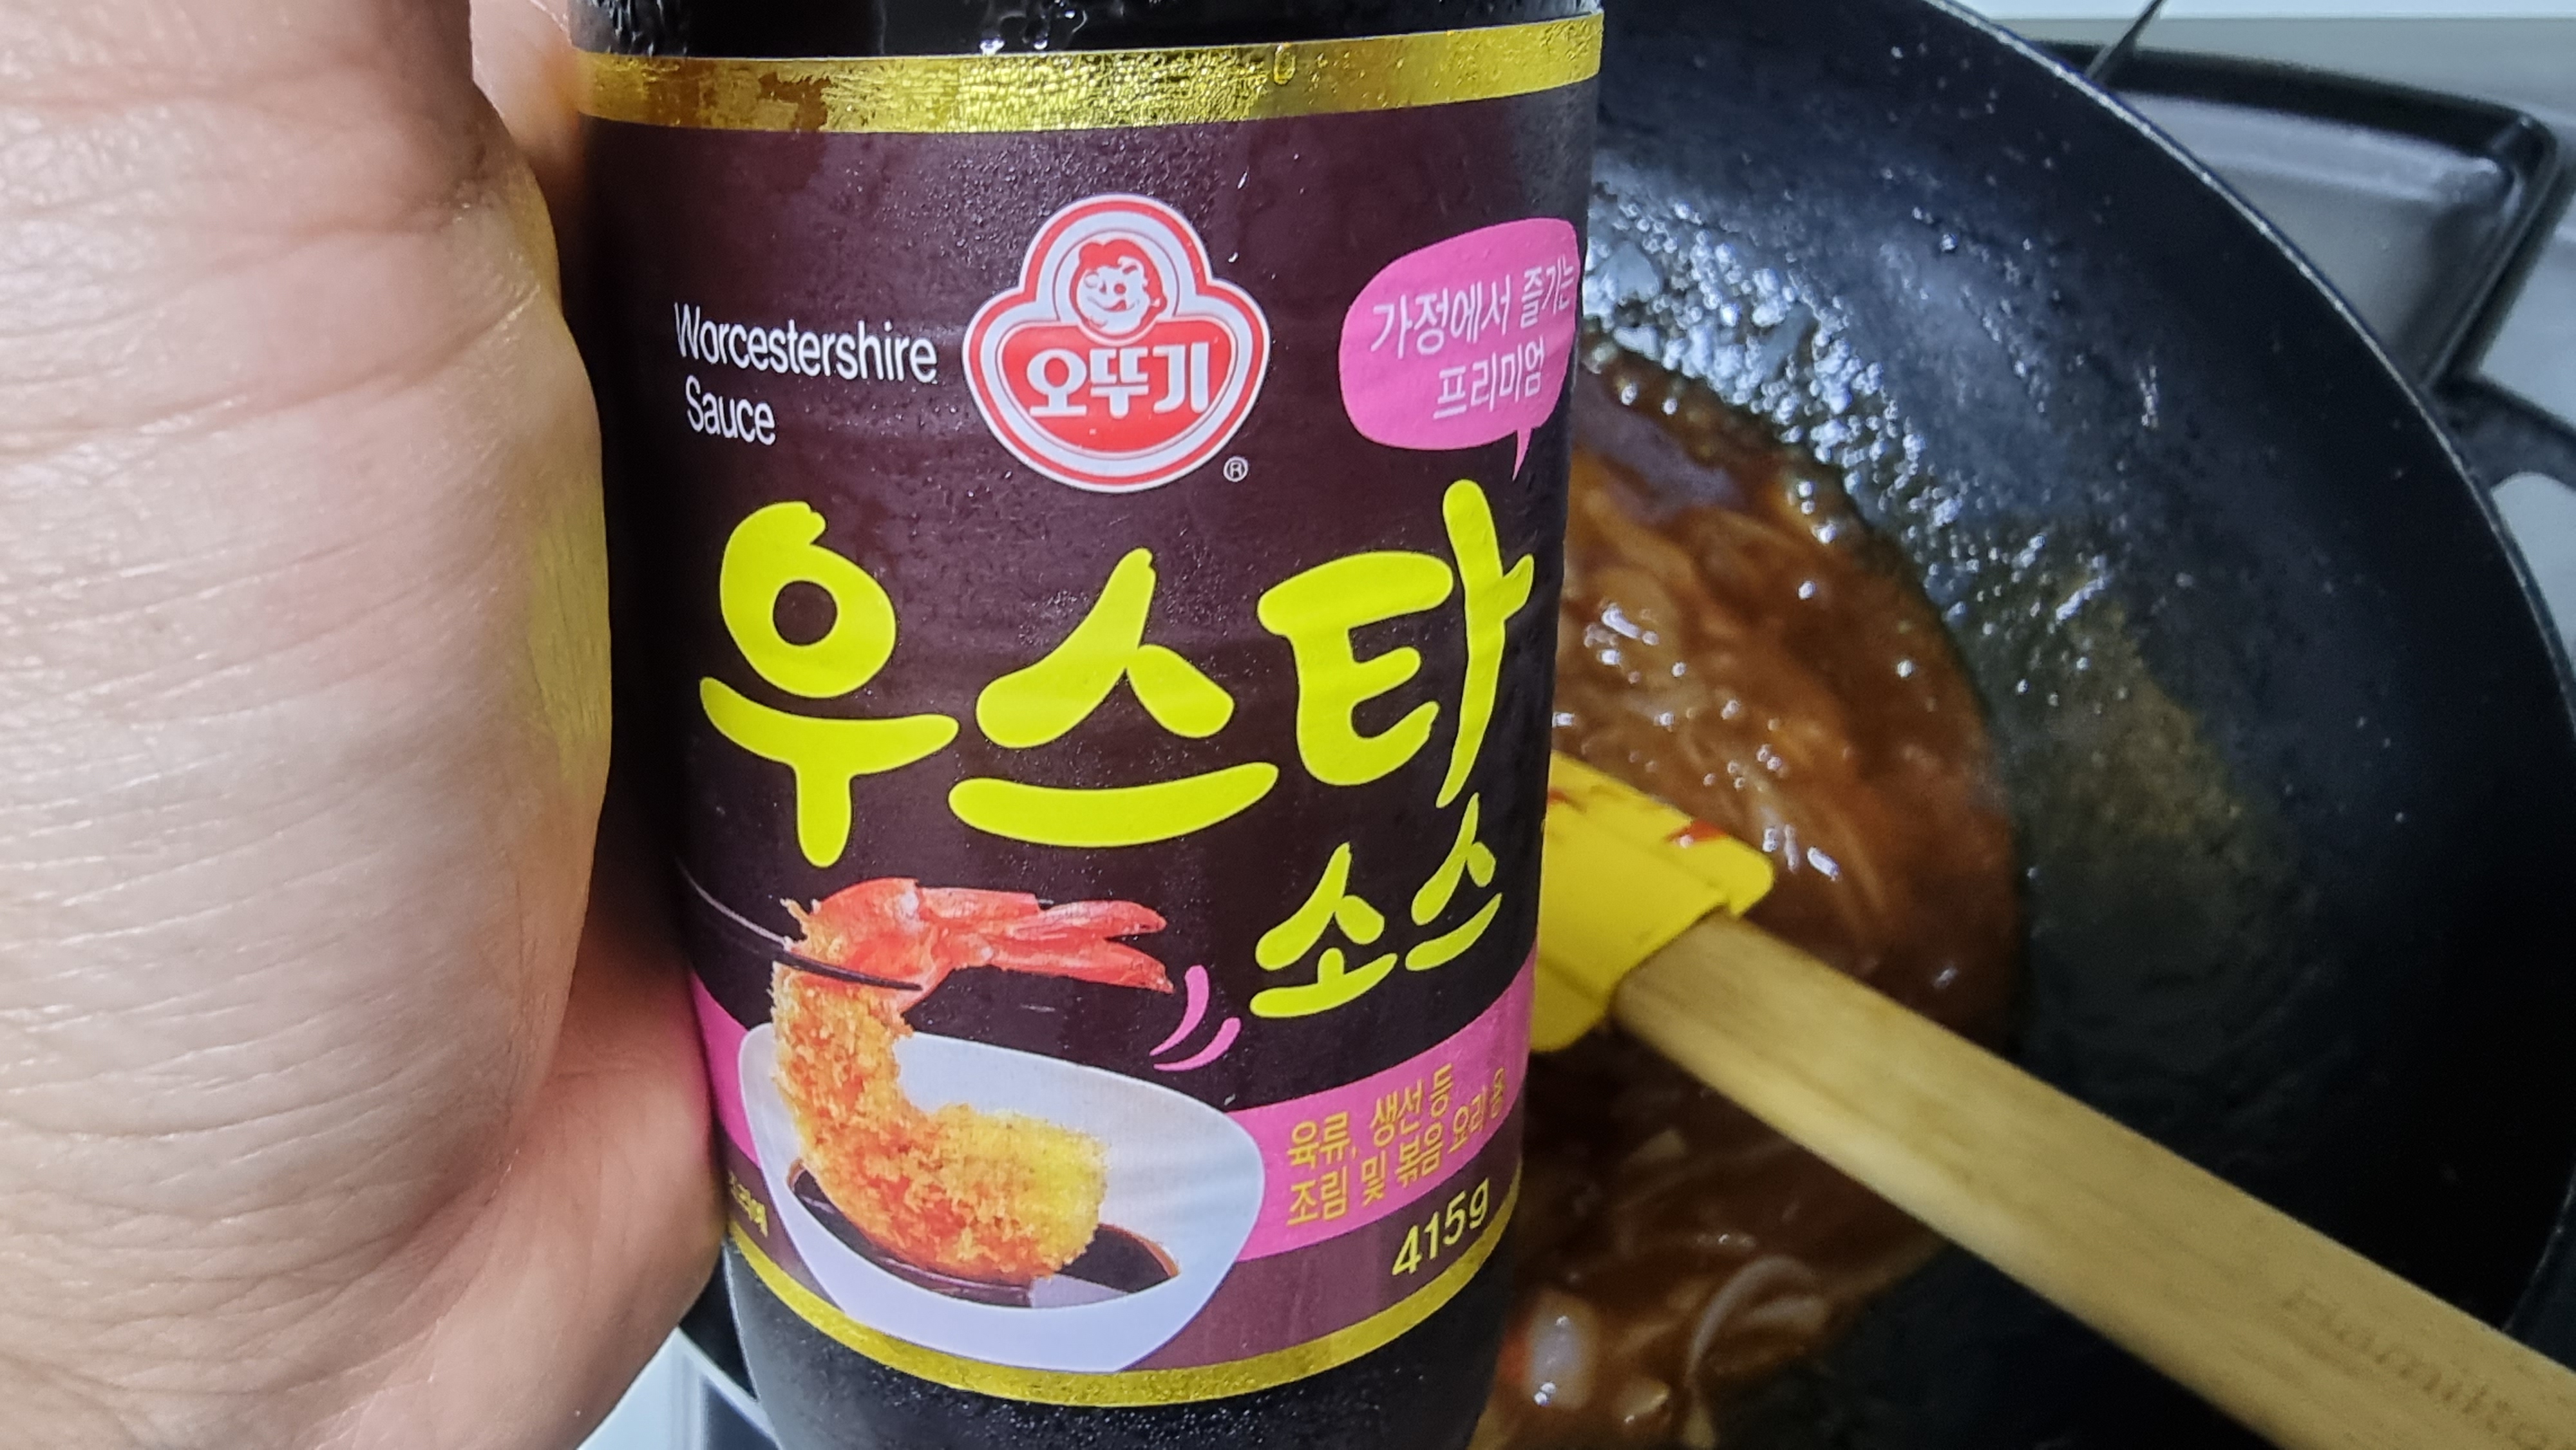 Worcestershire
Sauce
오뚜기
®
가정에서 즐기는
프리미엄
우스타
소스
육류, 생선 등
조림 및 볶음 요리용
415g